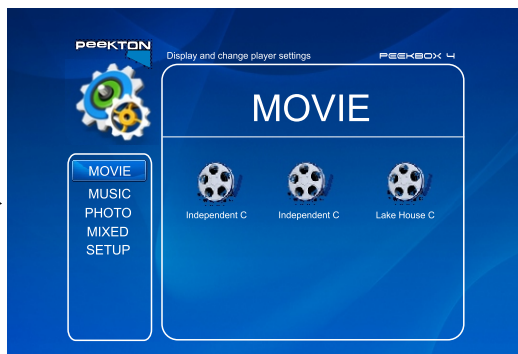 PEEKTON
Display and change player settings
PEEKBOX 4
MOVIE
MOVIE
MUSIC
PHOTO
MIXED
SETUP
Independent C
Independent C
Lake House C